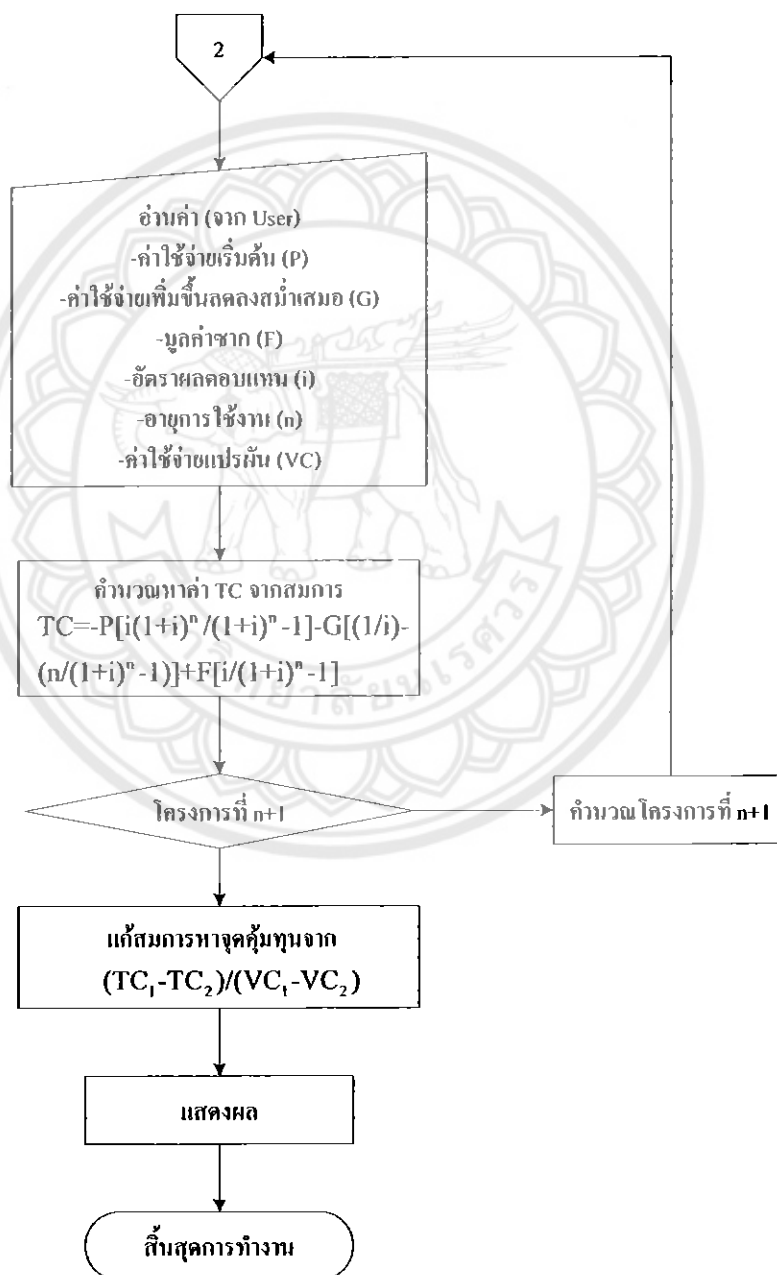 2
อ่านค่า (จาก User)
-ค่าใช้จ่ายเริ่มต้น (P)
-ค่าใช้จ่ายเพิ่มขึ้นลดลงสม่ำเสมอ (G)
-มูลค่าซาก (F)
-อัตราผลตอบแทน (i)
-อายุการใช้งาน (n)
-ค่าใช้จ่ายแปรผัน (VC)
คำนวณหาค่า TC จากสมการ
TC=-P[i(1+i)ⁿ/(1+i)ⁿ-1]-G[(1/i)-
(n/(1+i)ⁿ-1)]+F[i/(1+i)ⁿ-1]
โครงการที่ n+1
คำนวณโครงการที่ n+1
แก้สมการหาจุดคุ้มทุนจาก
(TC₁-TC₂)/(VC₁-VC₂)
แสดงผล
สิ้นสุดการทำงาน